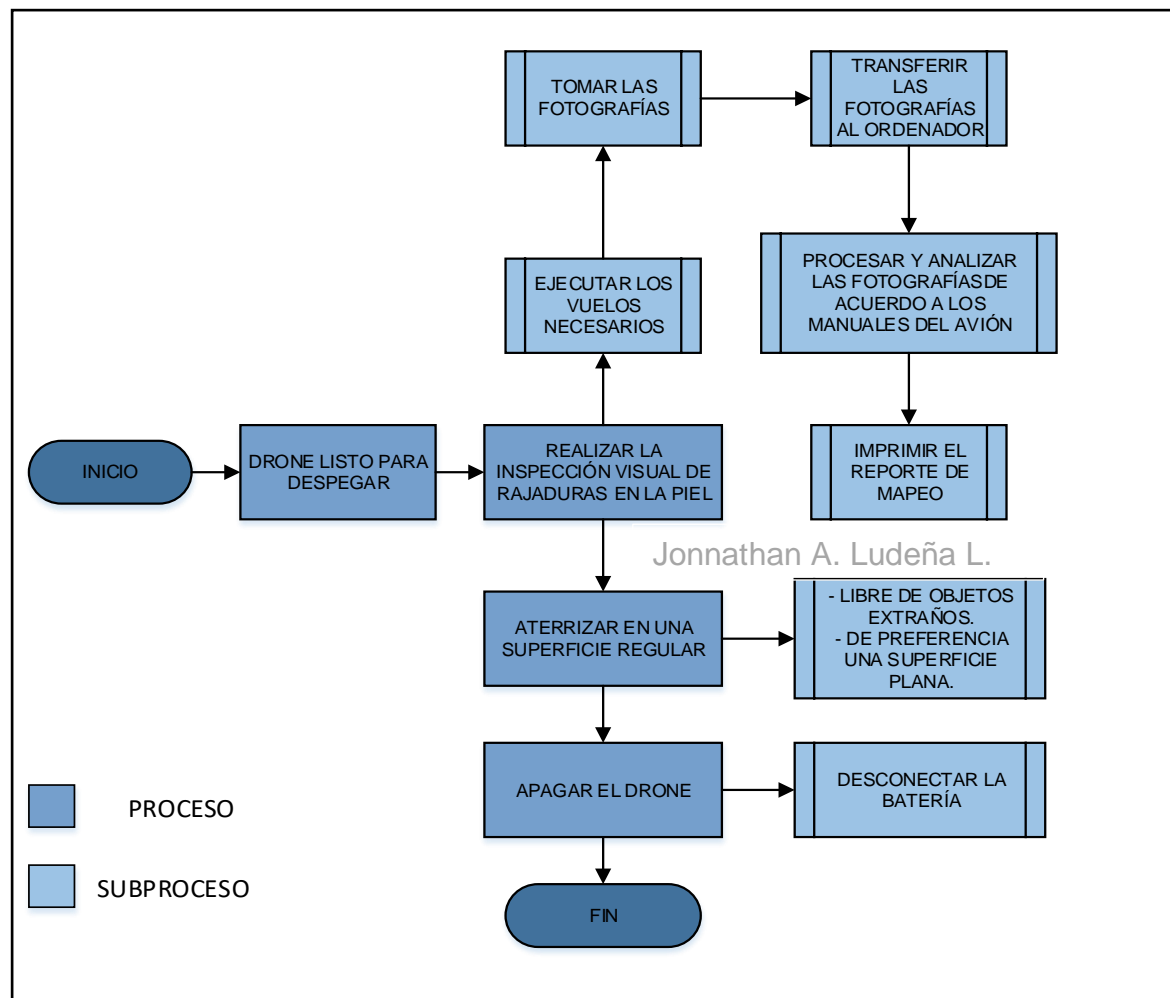 TOMAR LAS
FOTOGRAFÍAS
TRANSFERIR
LAS
FOTOGRAFÍAS
AL ORDENADOR
EJECUTAR LOS
VUELOS
NECESARIOS
PROCESAR Y ANALIZAR
LAS FOTOGRAFÍASDE
ACUERDO A LOS
MANUALES DEL AVIÓN
INICIO
DRONE LISTO PARA
DESPEGAR
REALIZAR LA
INSPECCIÓN VISUAL DE
RAJADURAS EN LA PIEL
IMPRIMIR EL
REPORTE DE
MAPEO
Jonnathan A. Ludeña L.
ATERRIZAR EN UNA
SUPERFICIE REGULAR
- LIBRE DE OBJETOS
EXTRAÑOS.
- DE PREFERENCIA
UNA SUPERFICIE
PLANA.
APAGAR EL DRONE
DESCONECTAR LA
BATERÍA
PROCESO
SUBPROCESO
FIN